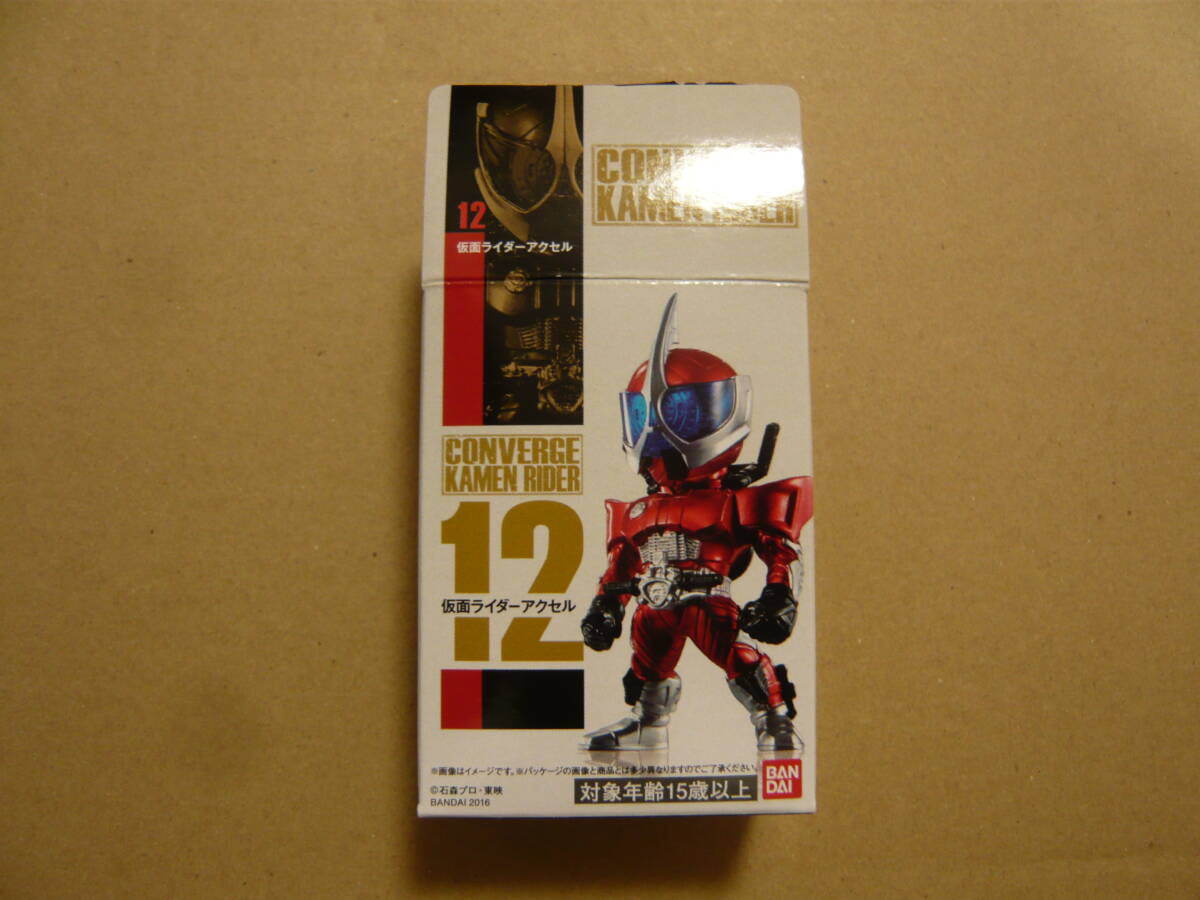 CONVERGE
KAMEN RIDER
12
仮面ライダーアクセル
CONVERGE
KAMEN RIDER
12
仮面ライダーアクセル
※画像はイメージです。※パッケージの画像と商品とは多少異なりますのでご了承ください。
©石森プロ・東映
BANDAI 2016
対象年齢15歳以上
BAN
DAI